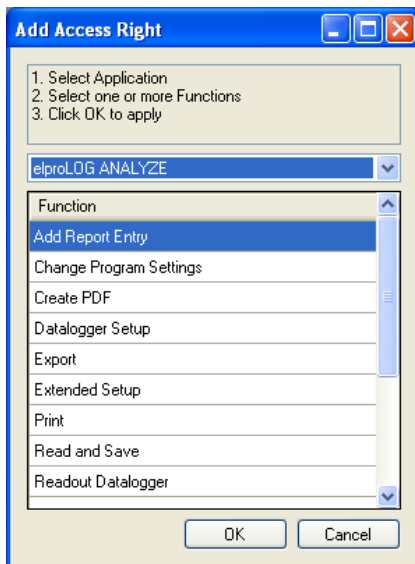 Add Access Right
1. Select Application
2. Select one or more Functions
3. Click OK to apply
elproLOG ANALYZE
Function
Add Report Entry
Change Program Settings
Create PDF
Datalogger Setup
Export
Extended Setup
Print
Read and Save
Readout Datalogger
OK Cancel